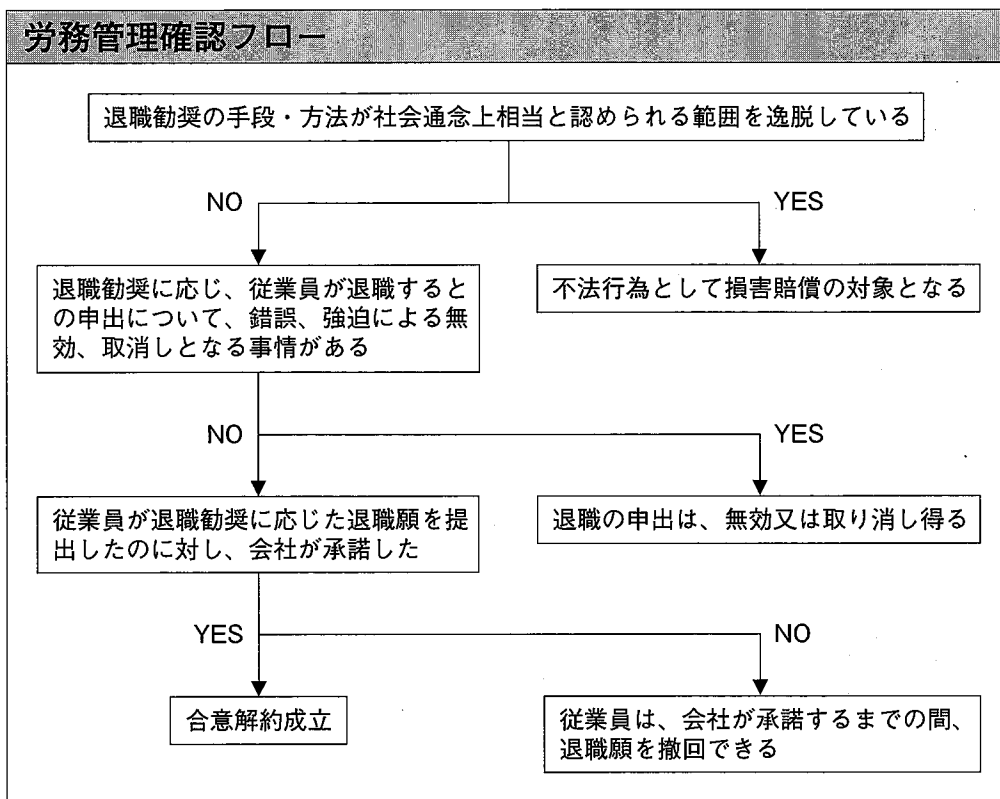 労務管理確認フロー
退職勧奨の手段・方法が社会通念上相当と認められる範囲を逸脱している
NO
YES
退職勧奨に応じ、従業員が退職すると
の申出について、錯誤、強迫による無
効、取消しとなる事情がある
不法行為として損害賠償の対象となる
NO
YES
従業員が退職勧奨に応じた退職願を提
出したのに対し、会社が承諾した
退職の申出は、無効又は取り消し得る
YES
NO
合意解約成立
従業員は、会社が承諾するまでの間、
退職願を撤回できる